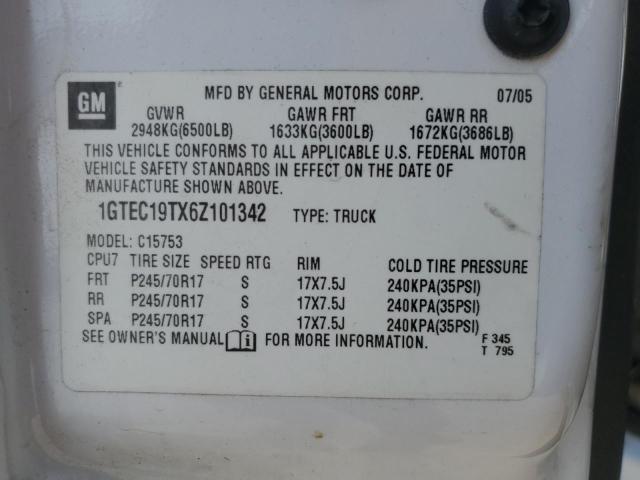 GM
MFD BY GENERAL MOTORS CORP. 07/05
GVWR GAWR FRT GAWR RR
2948KG(6500LB) 1633KG(3600LB) 1672KG(3686LB)
THIS VEHICLE CONFORMS TO ALL APPLICABLE U.S. FEDERAL MOTOR
VEHICLE SAFETY STANDARDS IN EFFECT ON THE DATE OF
MANUFACTURE SHOWN ABOVE.
1GTEC19TX6Z101342 TYPE: TRUCK
MODEL: C15753
CPU7 TIRE SIZE SPEED RTG RIM COLD TIRE PRESSURE
FRT P245/70R17 S 17X7.5J 240KPA(35PSI)
RR P245/70R17 S 17X7.5J 240KPA(35PSI)
SPA P245/70R17 S 17X7.5J 240KPA(35PSI)
SEE OWNER'S MANUAL FOR MORE INFORMATION. F 345
T 795